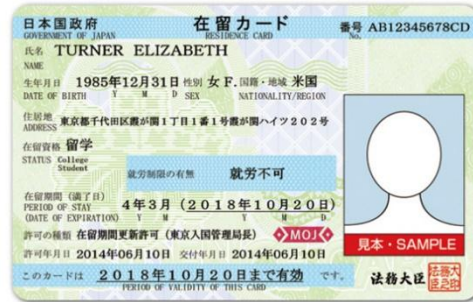 日本国政府 在留カード 番号 AB12345678CD
GOVERNMENT OF JAPAN RESIDENCE CARD No.
氏名 TURNER ELIZABETH
NAME
生年月日 1985年12月31日 性別 女 F. 国籍・地域 米国
DATE OF BIRTH Y M D SEX NATIONALITY/REGION
住居地 東京都千代田区霞が関1丁目1番1号霞が関ハイツ202号
ADDRESS
在留資格 留学
STATUS College
Student
就労制限の有無 就労不可
在留期間(満了日) 4年3月(2018年10月20日)
PERIOD OF STAY
(DATE OF EXPIRATION) Y M Y M D
許可の種類 在留期間更新許可(東京入国管理局長) MOJ
許可年月日 2014年06月10日 交付年月日 2014年06月10日
このカードは 2018年10月20日まで有効 です。
PERIOD OF VALIDITY OF THIS CARD
見本・SAMPLE
法務大臣